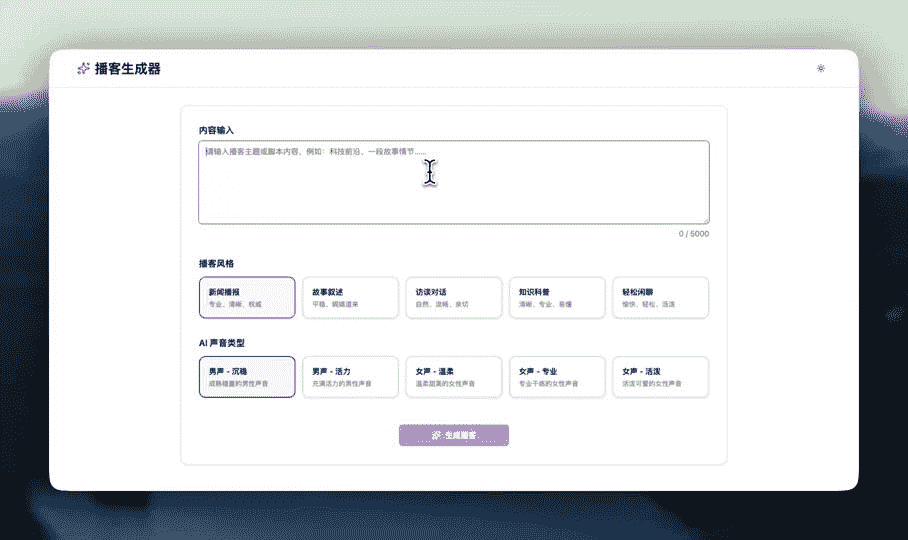 播客生成器
内容输入
请输入播客主题或脚本内容，例如：科技前沿、一段故事情节……
0 / 5000
播客风格
新闻播报 故事叙述 访谈对话 知识科普 轻松闲聊
专业、清晰、权威 平稳、娓娓道来 自然、流畅、亲切 清晰、专业、易懂 愉快、轻松、活泼
AI 声音类型
男声 - 沉稳 男声 - 活力 女声 - 温柔 女声 - 专业 女声 - 活泼
成熟稳重的男性声音 充满活力的男性声音 温柔甜美的女性声音 专业干练的女性声音 活泼可爱的女性声音
生成播客